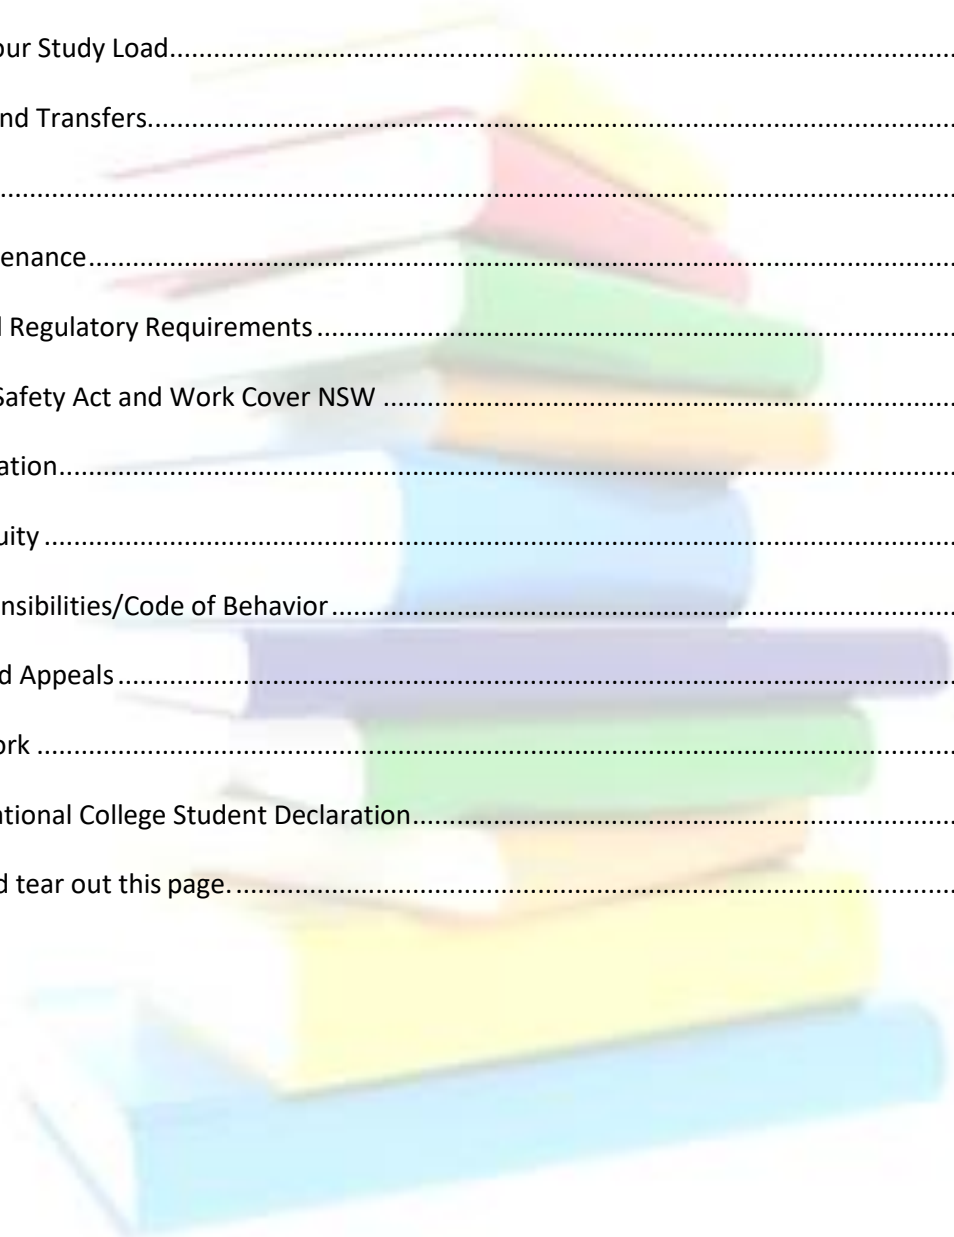 our Study Load..........................................................................................................
nd Transfers.............................................................................................................
................................................................................................................................
enance.....................................................................................................................
l Regulatory Requirements.....................................................................................
Safety Act and Work Cover NSW ...........................................................................
ation.........................................................................................................................
uity ...........................................................................................................................
nsibilities/Code of Behavior...................................................................................
d Appeals.................................................................................................................
ork ............................................................................................................................
ational College Student Declaration........................................................................
d tear out this page..................................................................................................